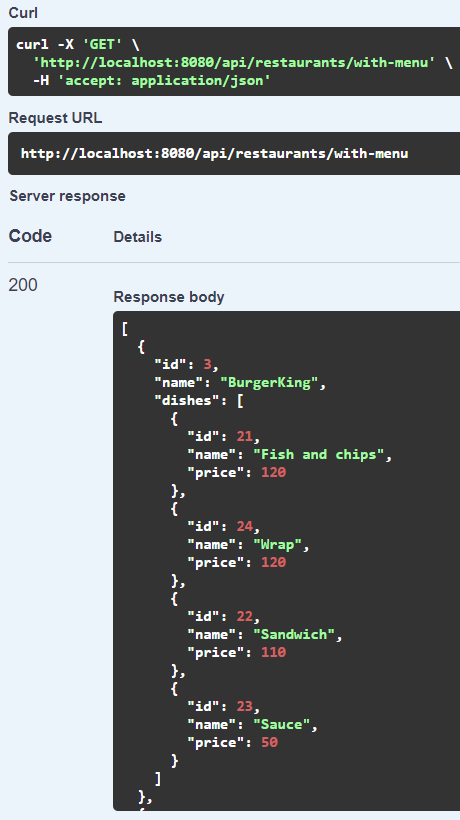 Curl
curl -X 'GET' \
  'http://localhost:8080/api/restaurants/with-menu' \
  -H 'accept: application/json'
Request URL
http://localhost:8080/api/restaurants/with-menu
Server response
Code Details
200
Response body
[
  {
    "id": 3,
    "name": "BurgerKing",
    "dishes": [
      {
        "id": 21,
        "name": "Fish and chips",
        "price": 120
      },
      {
        "id": 24,
        "name": "Wrap",
        "price": 120
      },
      {
        "id": 22,
        "name": "Sandwich",
        "price": 110
      },
      {
        "id": 23,
        "name": "Sauce",
        "price": 50
      }
    ]
  },